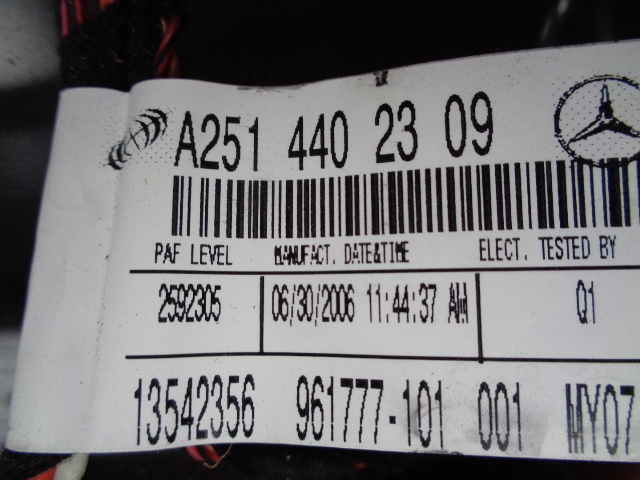 A251 440 23 09
PAF LEVEL MANUFACT. DATE&TIME ELECT. TESTED BY
2592305 06/30/2006 11:44:37 AM Q1
13542356 961777-101 001 MY07